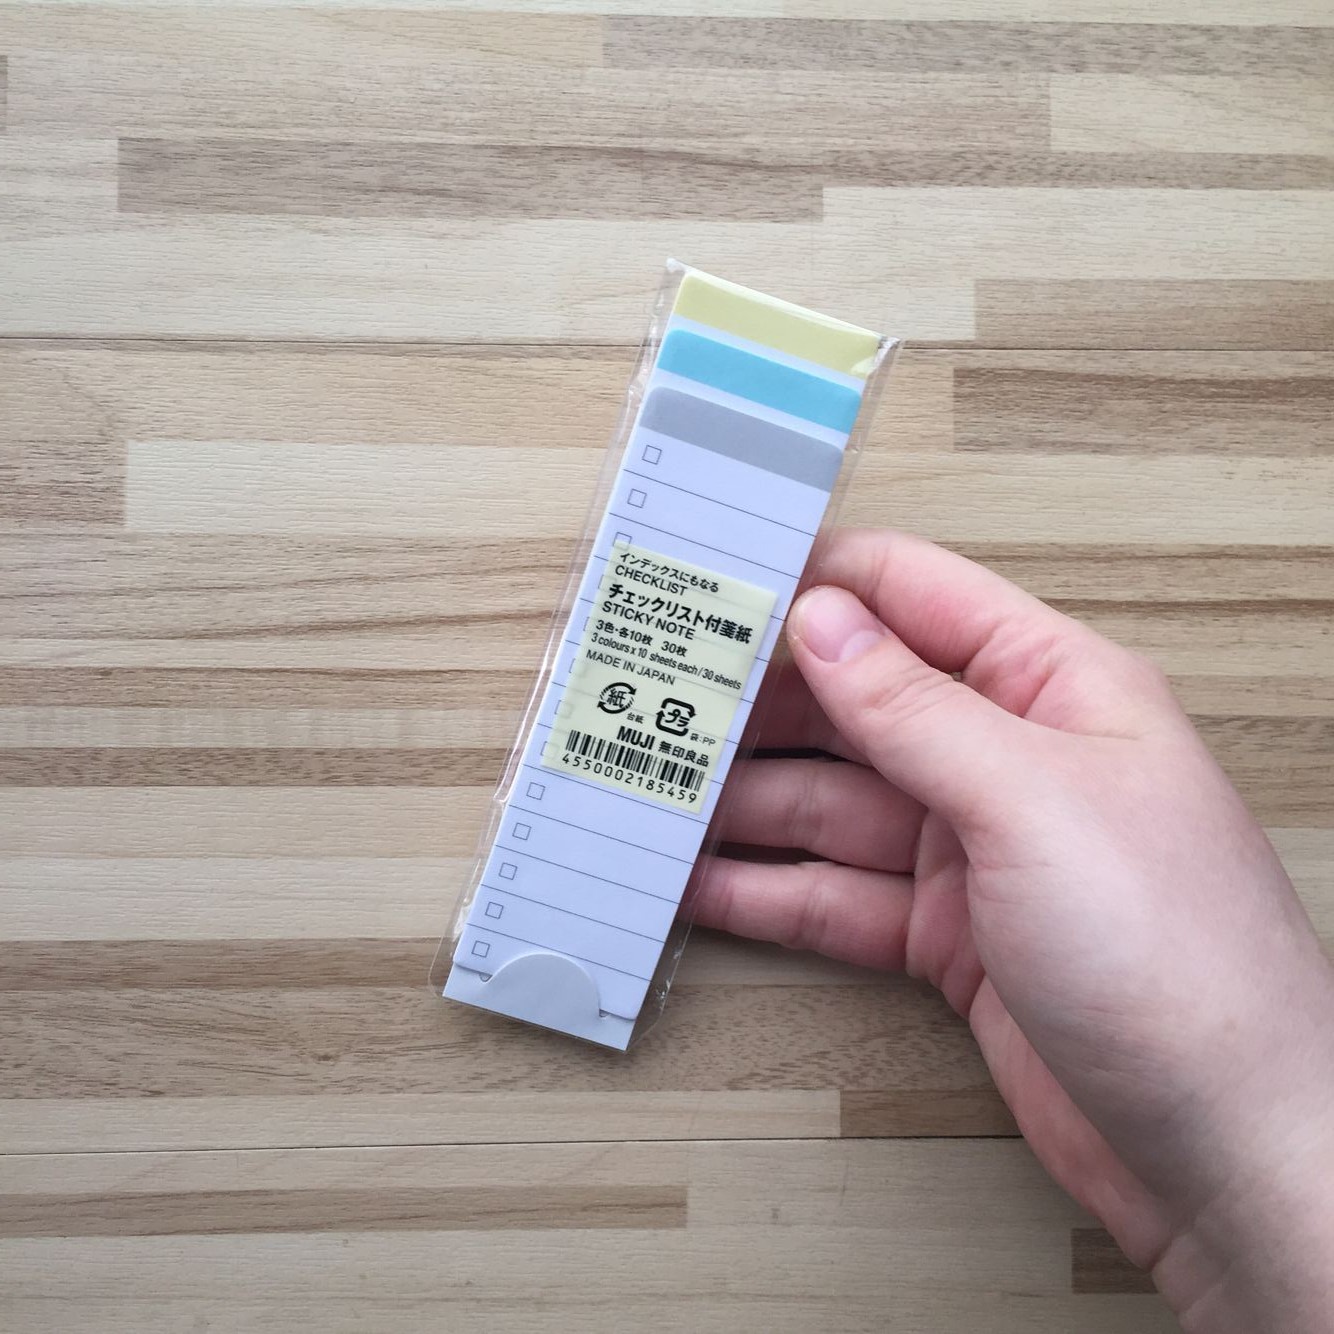 インデックスにもなる
CHECKLIST
チェックリスト付箋紙
STICKY NOTE
3色・各10枚 30枚
3 colours x 10 sheets each / 30 sheets
MADE IN JAPAN
紙 台紙 プラ 袋:PP
MUJI 無印良品
4550002185459